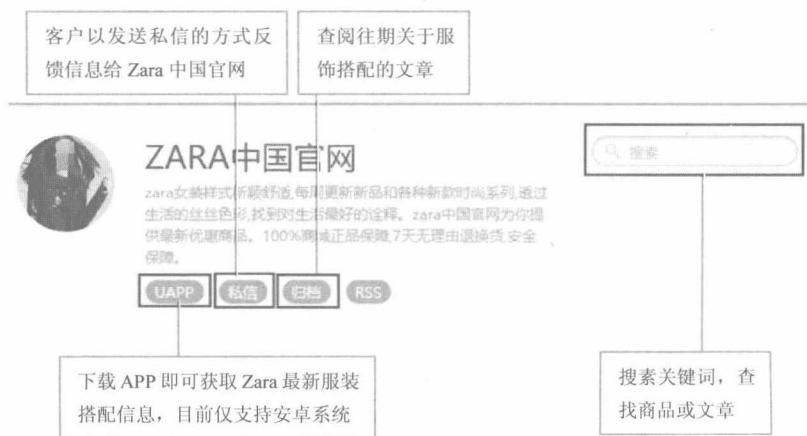 客户以发送私信的方式反
馈信息给 Zara 中国官网
查阅往期关于服
饰搭配的文章
ZARA中国官网
搜索
zara女装样式新颖舒适,每周更新新品和各种新款时尚系列,透过
生活的丝丝色彩,找到对生活最好的诠释。zara中国官网为你提
供最新优惠商品。100%商城正品保障,7天无理由退换货,安全
保障。
UAPP
私信
归档
RSS
下载 APP 即可获取 Zara 最新服装
搭配信息，目前仅支持安卓系统
搜素关键词，查
找商品或文章